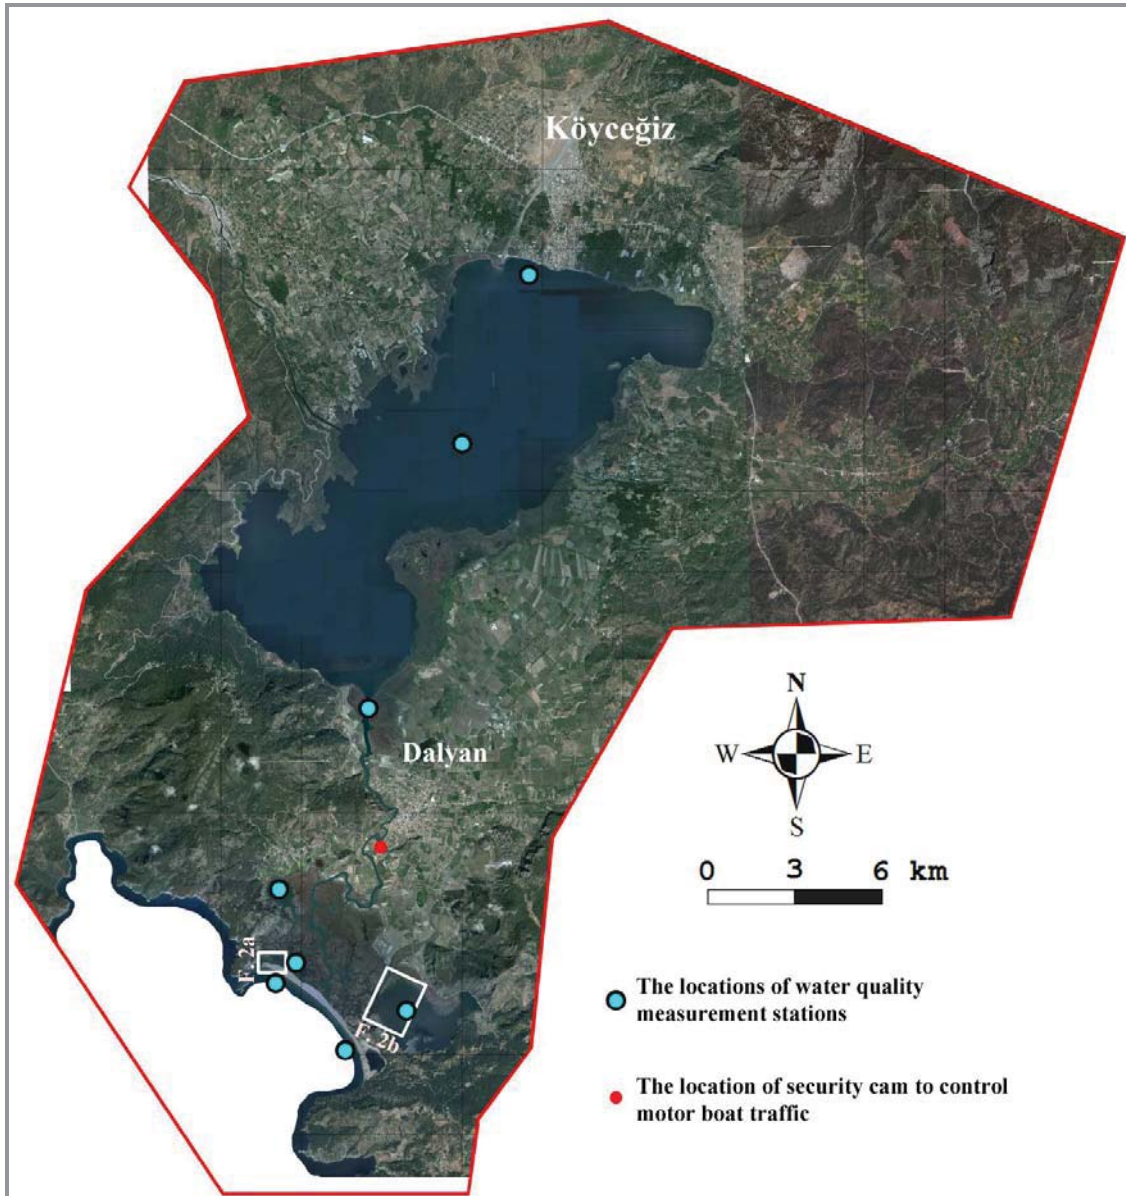 Köyceğiz
Dalyan
N
W
E
S
0 3 6 km
F. 2a
F. 2b
The locations of water quality
measurement stations
The location of security cam to control
motor boat traffic